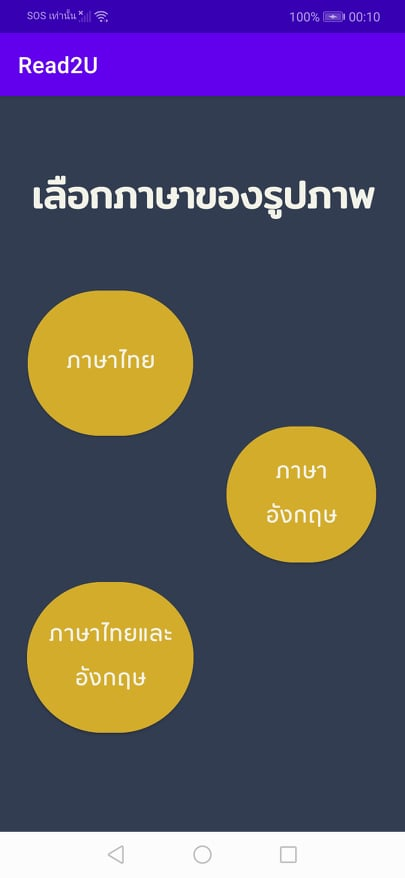 SOS เท่านั้น
100% 00:10
Read2U
เลือกภาษาของรูปภาพ
ภาษาไทย
ภาษา
อังกฤษ
ภาษาไทยและ
อังกฤษ